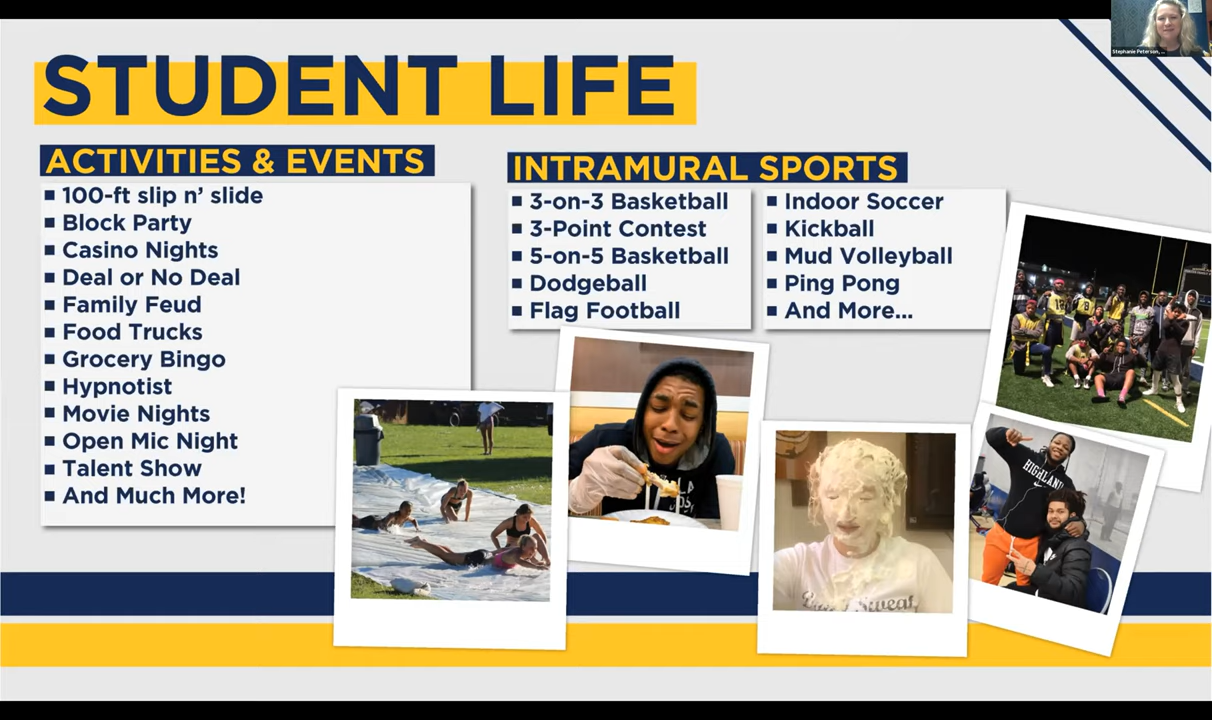 Stephanie Peterson, ...
STUDENT LIFE
ACTIVITIES & EVENTS
■ 100-ft slip n’ slide
■ Block Party
■ Casino Nights
■ Deal or No Deal
■ Family Feud
■ Food Trucks
■ Grocery Bingo
■ Hypnotist
■ Movie Nights
■ Open Mic Night
■ Talent Show
■ And Much More!
INTRAMURAL SPORTS
■ 3-on-3 Basketball
■ 3-Point Contest
■ 5-on-5 Basketball
■ Dodgeball
■ Flag Football
■ Indoor Soccer
■ Kickball
■ Mud Volleyball
■ Ping Pong
■ And More...
HIGHLAND
Sweat